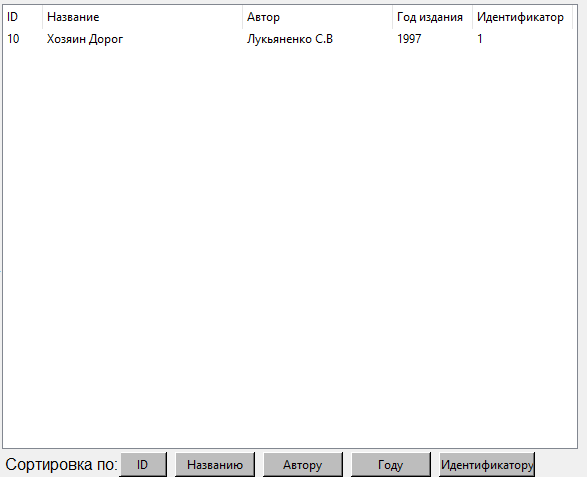 ID Название Автор Год издания Идентификатор
10 Хозяин Дорог Лукьяненко С.В 1997 1
Сортировка по: ID Названию Автору Году Идентификатору